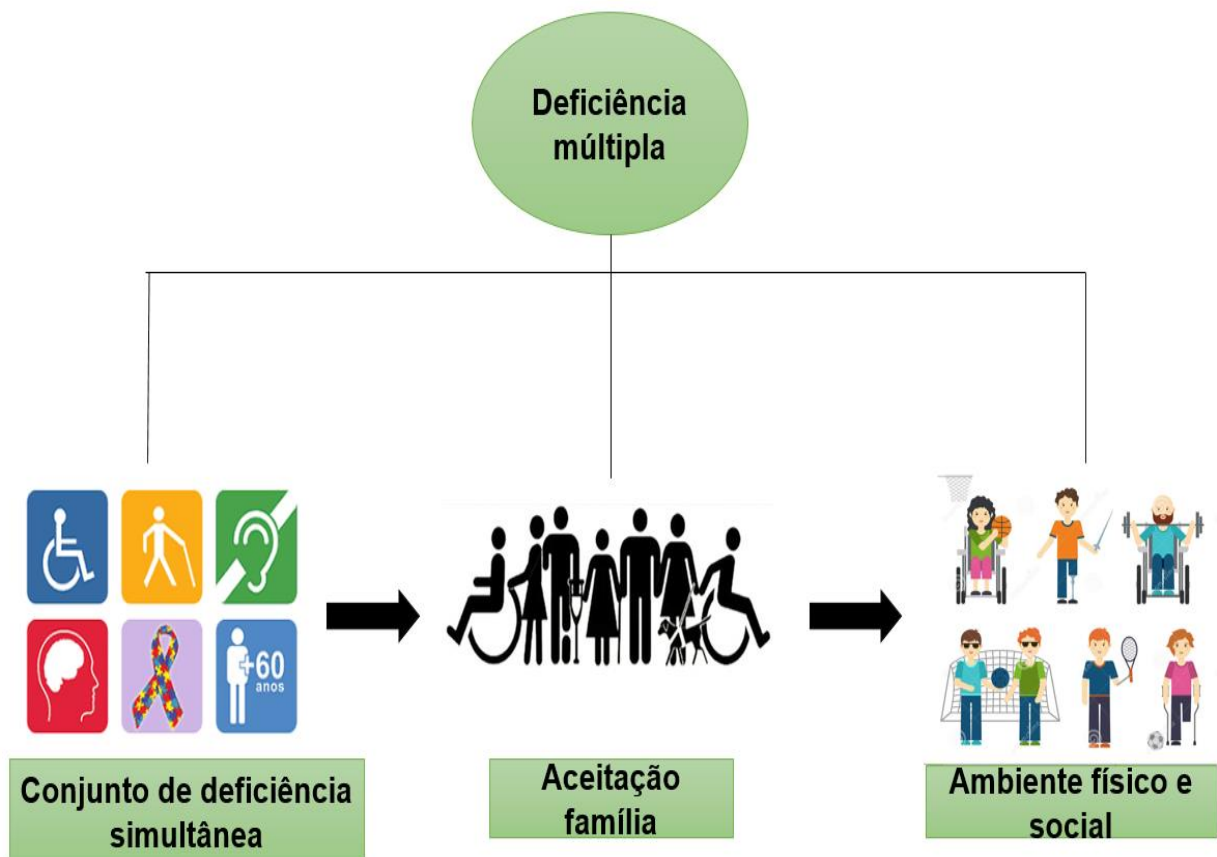 Deficiência
múltipla
+60
anos
Conjunto de deficiência
simultânea
Aceitação
família
Ambiente físico e
social